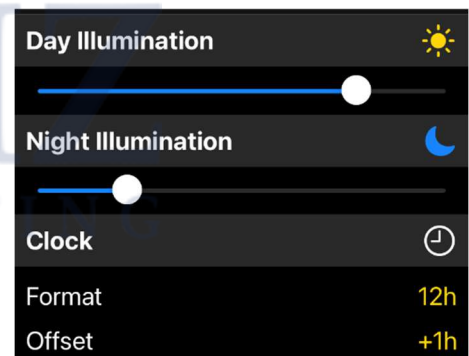 Day Illumination
Night Illumination
Clock
Format 12h
Offset +1h